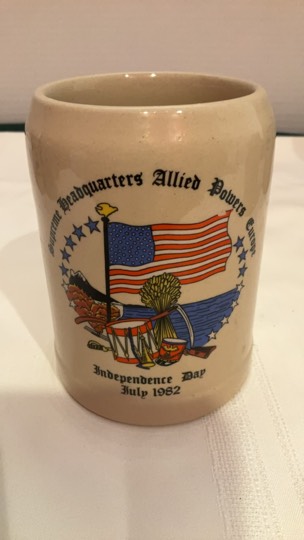 Supreme Headquarters Allied Powers Europe
Independence Day
July 1982